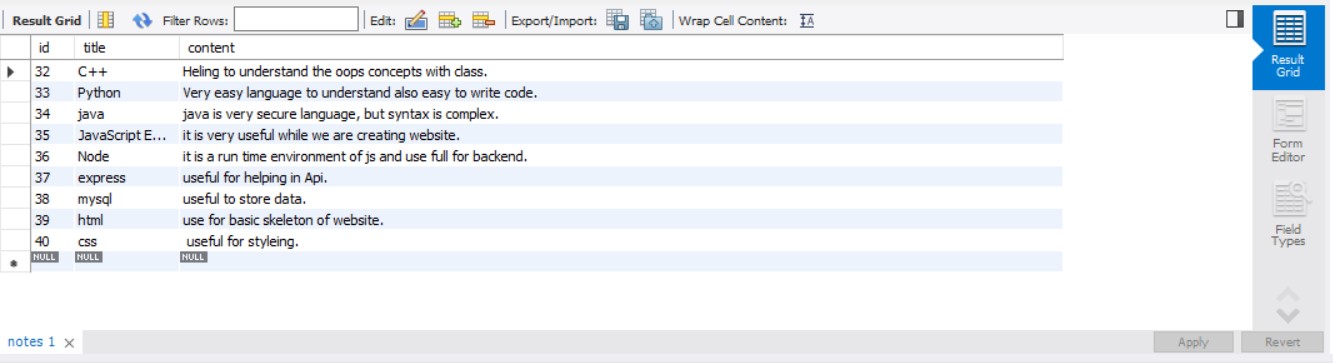 Result Grid Filter Rows: Edit: Export/Import: Wrap Cell Content: IA
id title content
32 C++ Heling to understand the oops concepts with class.
33 Python Very easy language to understand also easy to write code.
34 java java is very secure language, but syntax is complex.
35 JavaScript E... it is very useful while we are creating website.
36 Node it is a run time environment of js and use full for backend.
37 express useful for helping in Api.
38 mysql useful to store data.
39 html use for basic skeleton of website.
40 css useful for styleing.
NULL NULL NULL
Result
Grid
Form
Editor
Field
Types
notes 1 Apply Revert